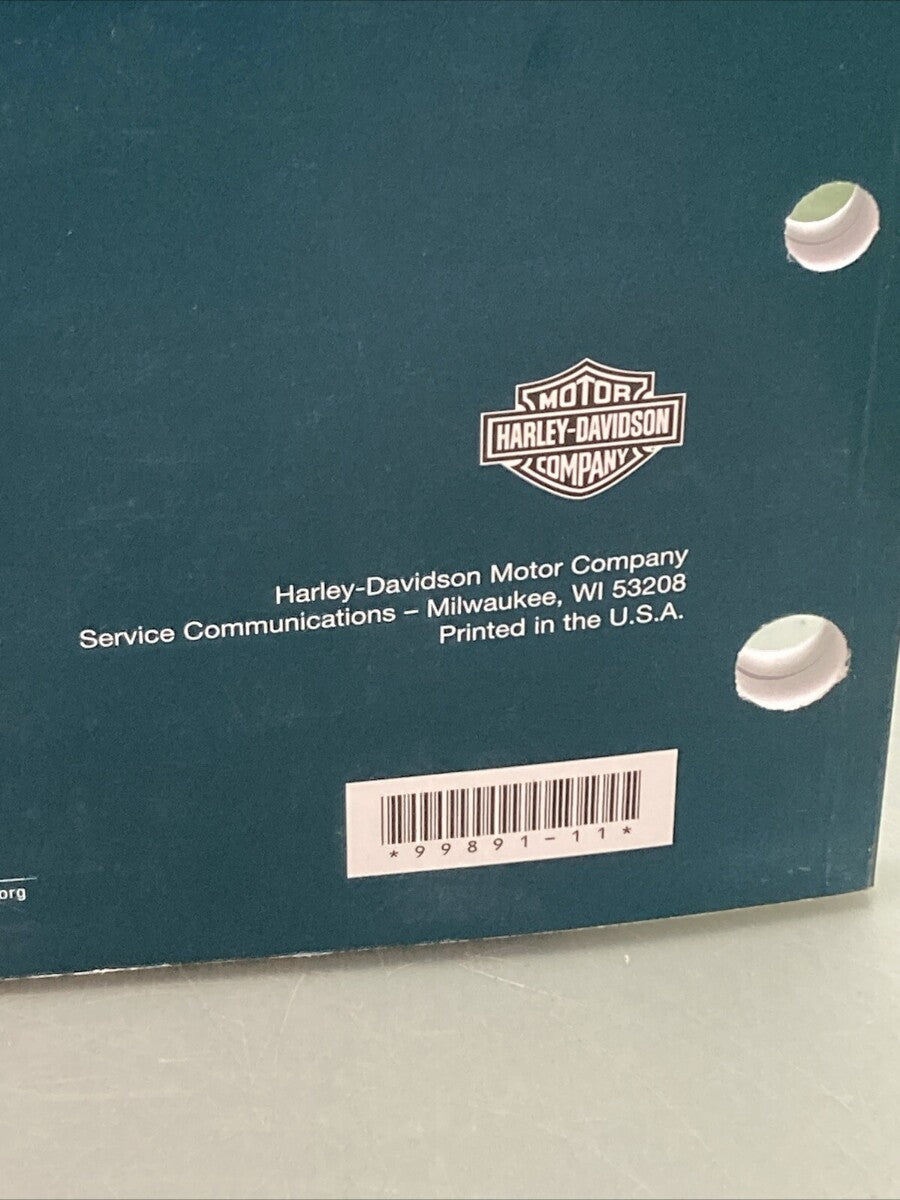 MOTOR
HARLEY-DAVIDSON
COMPANY
Harley-Davidson Motor Company
Service Communications – Milwaukee, WI 53208
Printed in the U.S.A.
*99891-11*
org